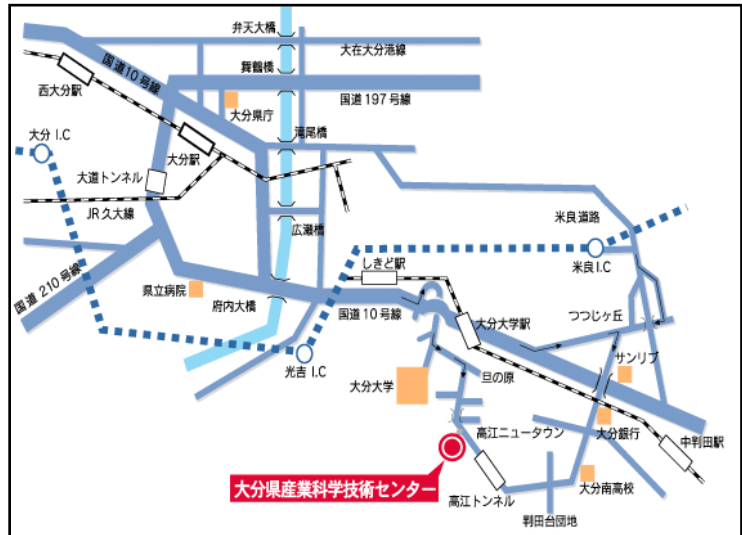 弁天大橋
大在大分港線
国道10号線
舞鶴橋
西大分駅
国道197号線
大分県庁
大分 I.C
大分駅
滝尾橋
大道トンネル
JR久大線
米良道路
広瀬橋
米良 I.C
しきど駅
国道 210 号線
県立病院
府内大橋
国道 10 号線
大分大学駅
つつじヶ丘
光吉 I.C
サンリブ
大分大学
旦の原
高江ニュータウン
大分銀行
中判田駅
大分県産業科学技術センター
高江トンネル
大分南高校
判田台団地